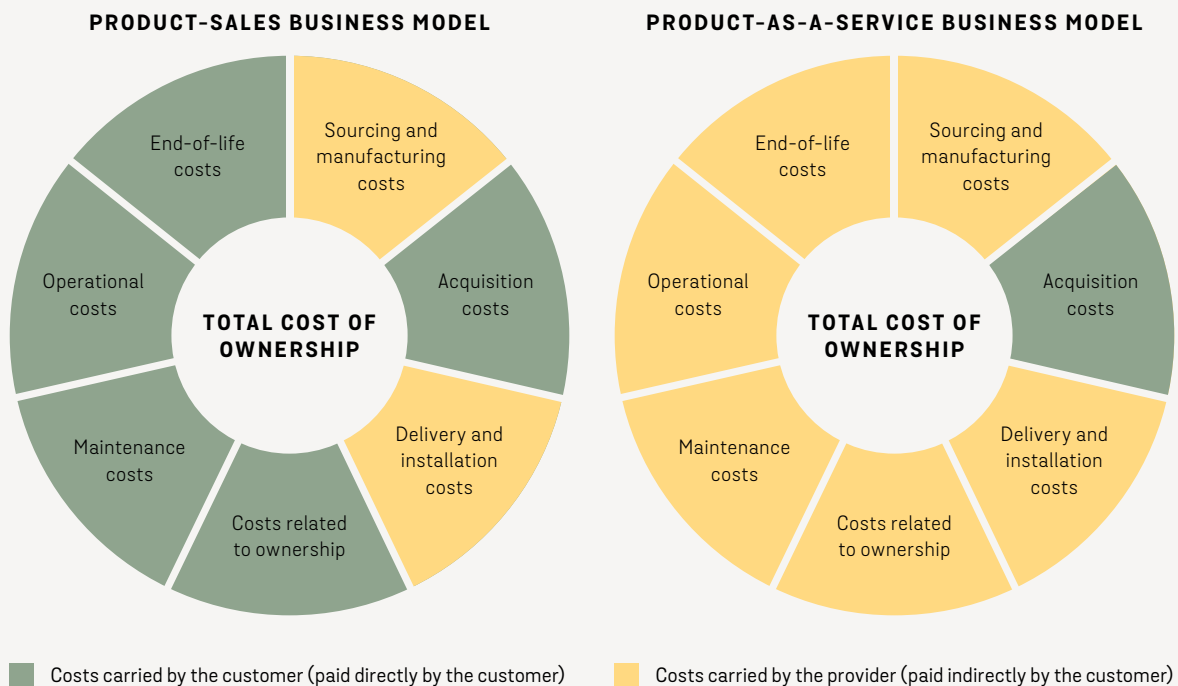 PRODUCT-SALES BUSINESS MODEL
End-of-life
costs
Sourcing and
manufacturing
costs
Operational
costs
Acquisition
costs
TOTAL COST OF
OWNERSHIP
Maintenance
costs
Delivery and
installation
costs
Costs related
to ownership
Costs carried by the customer (paid directly by the customer)
PRODUCT-AS-A-SERVICE BUSINESS MODEL
End-of-life
costs
Sourcing and
manufacturing
costs
Operational
costs
Acquisition
costs
TOTAL COST OF
OWNERSHIP
Maintenance
costs
Delivery and
installation
costs
Costs related
to ownership
Costs carried by the provider (paid indirectly by the customer)